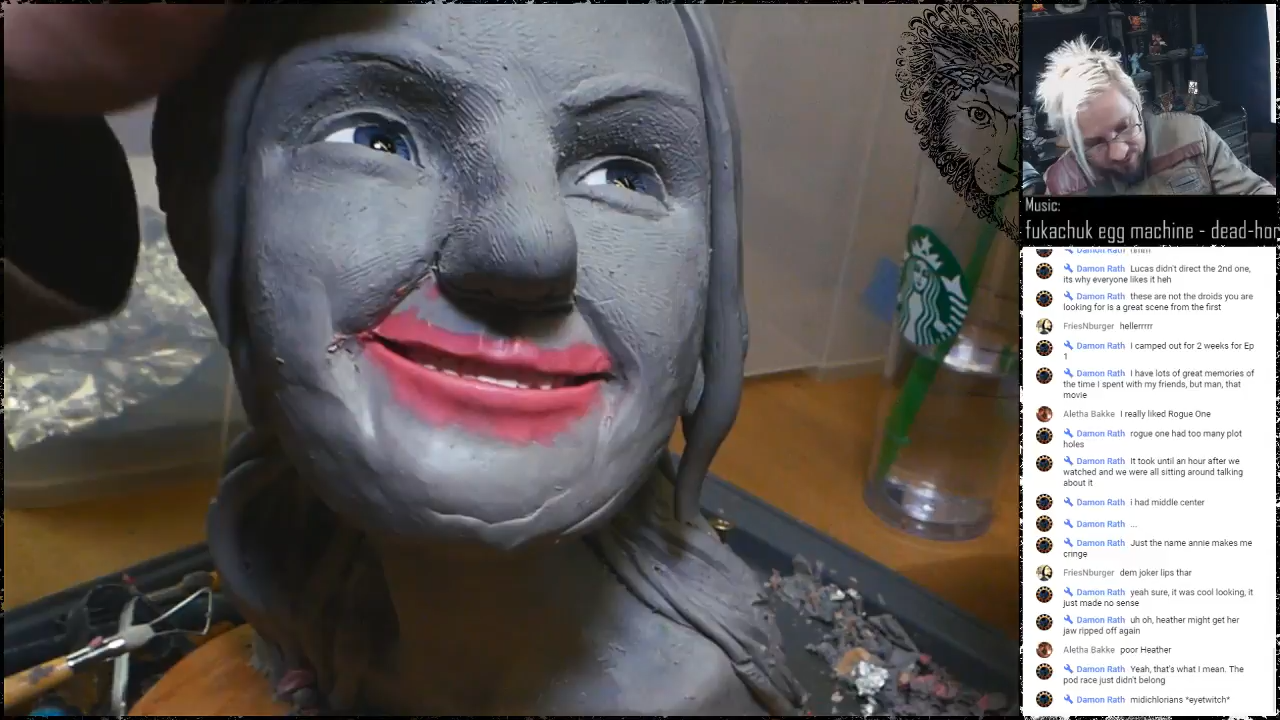 Music:
fukachuk egg machine - dead-hor
Damon Rath
Damon Rath Lucas didn't direct the 2nd one,
its why everyone likes it heh
Damon Rath these are not the droids you are
looking for is a great scene from the first
FriesNburger hellerrrrr
Damon Rath I camped out for 2 weeks for Ep
1
Damon Rath I have lots of great memories of
the time I spent with my friends, but man, that
movie
Aletha Bakke I really liked Rogue One
Damon Rath rogue one had too many plot
holes
Damon Rath It took until an hour after we
watched and we were all sitting around talking
about it
Damon Rath i had middle center
Damon Rath ...
Damon Rath Just the name annie makes me
cringe
FriesNburger dem joker lips thar
Damon Rath yeah sure, it was cool looking, it
just made no sense
Damon Rath uh oh, heather might get her
jaw ripped off again
Aletha Bakke poor Heather
Damon Rath Yeah, that's what I mean. The
pod race just didn't belong
Damon Rath midichlorians *eyetwitch*